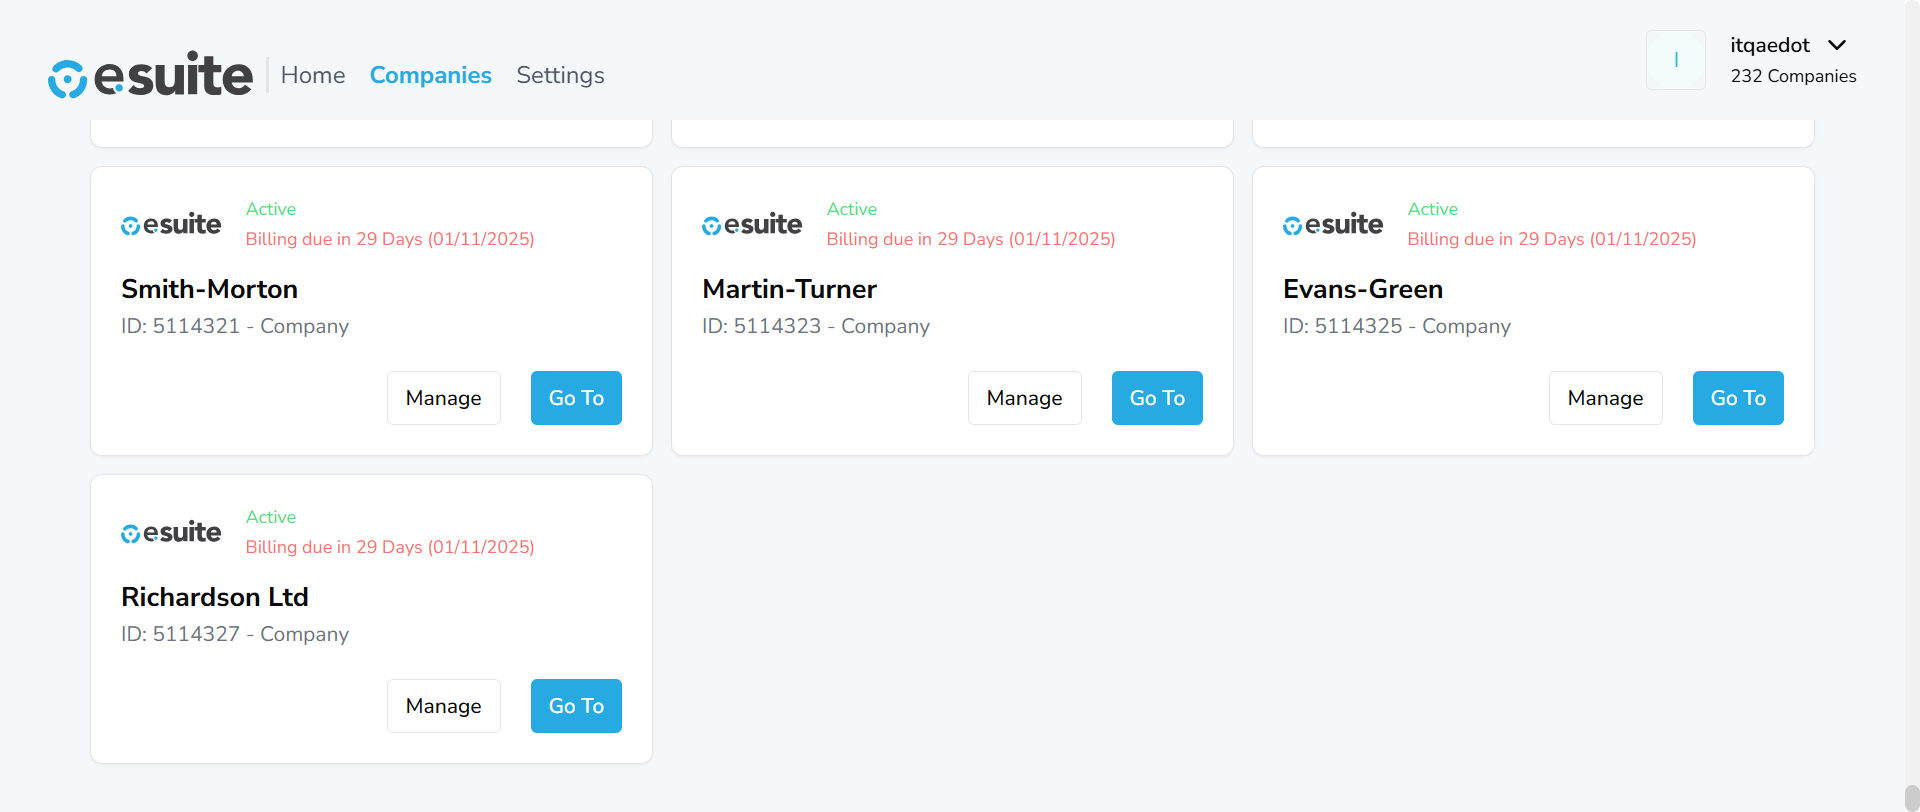 esuite
Home
Companies
Settings
I
itqaedot
232 Companies
esuite
Active
Billing due in 29 Days (01/11/2025)
Smith-Morton
ID: 5114321 - Company
Manage
Go To
esuite
Active
Billing due in 29 Days (01/11/2025)
Martin-Turner
ID: 5114323 - Company
Manage
Go To
esuite
Active
Billing due in 29 Days (01/11/2025)
Evans-Green
ID: 5114325 - Company
Manage
Go To
esuite
Active
Billing due in 29 Days (01/11/2025)
Richardson Ltd
ID: 5114327 - Company
Manage
Go To